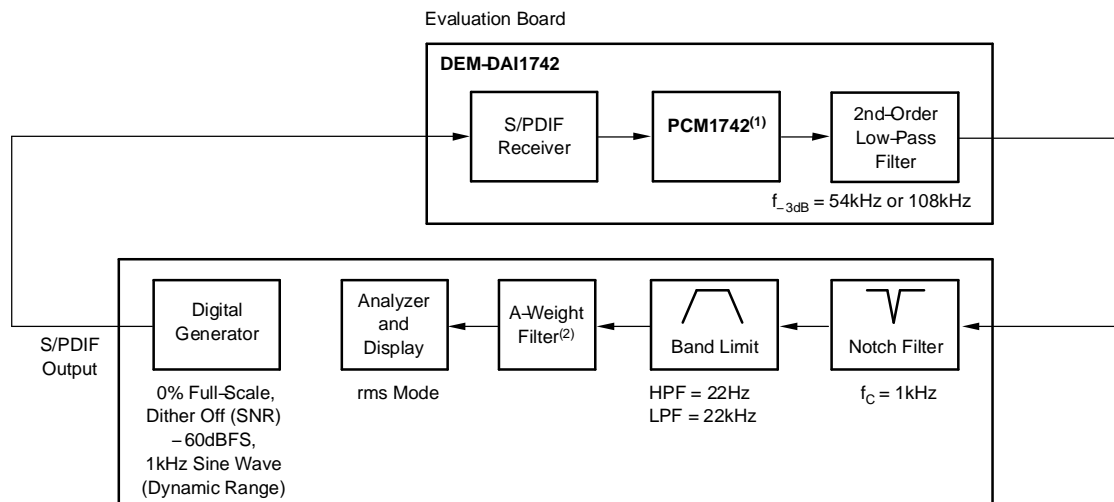 Evaluation Board
DEM–DAI1742
S/PDIF
Receiver
PCM1742(1)
2nd–Order
Low–Pass
Filter
f–3dB = 54kHz or 108kHz
S/PDIF
Output
Digital
Generator
0% Full–Scale,
Dither Off (SNR)
–60dBFS,
1kHz Sine Wave
(Dynamic Range)
Analyzer
and
Display
rms Mode
A–Weight
Filter(2)
Band Limit
HPF = 22Hz
LPF = 22kHz
Notch Filter
fC = 1kHz